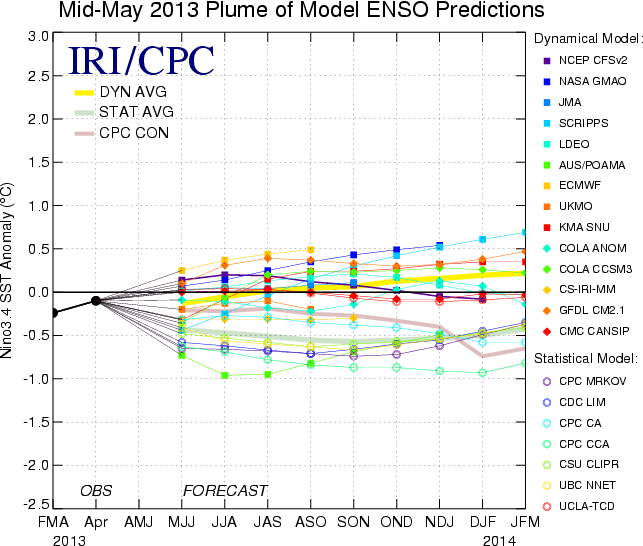 Mid-May 2013 Plume of Model ENSO Predictions
IRI/CPC
DYN AVG
STAT AVG
CPC CON
Nino3.4 SST Anomaly (°C)
3.0
2.5
2.0
1.5
1.0
0.5
0.0
-0.5
-1.0
-1.5
-2.0
-2.5
OBS
FORECAST
FMA Apr AMJ MJJ JJA JAS ASO SON OND NDJ DJF JFM
2013 2014
Dynamical Model:
NCEP CFSv2
NASA GMAO
JMA
SCRIPPS
LDEO
AUS/POAMA
ECMWF
UKMO
KMA SNU
COLA ANOM
COLA CCSM3
CS-IRI-MM
GFDL CM2.1
CMC CANSIP
Statistical Model:
CPC MRKOV
CDC LIM
CPC CA
CPC CCA
CSU CLIPR
UBC NNET
UCLA-TCD